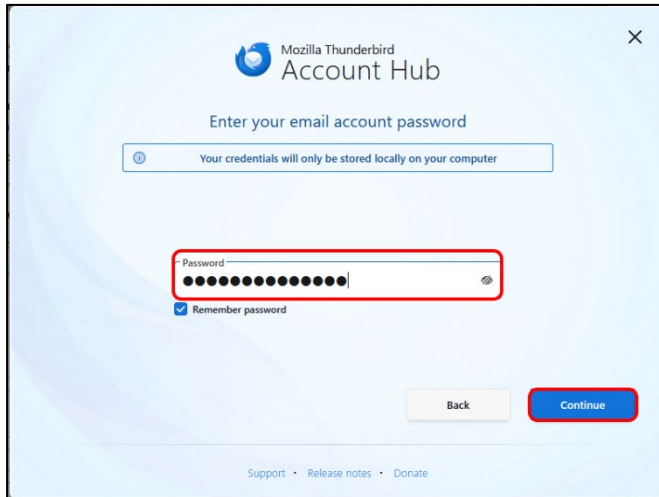 Mozilla Thunderbird
Account Hub
Enter your email account password
Your credentials will only be stored locally on your computer
Password
●●●●●●●●●●●●●●
Remember password
Back
Continue
Support • Release notes • Donate